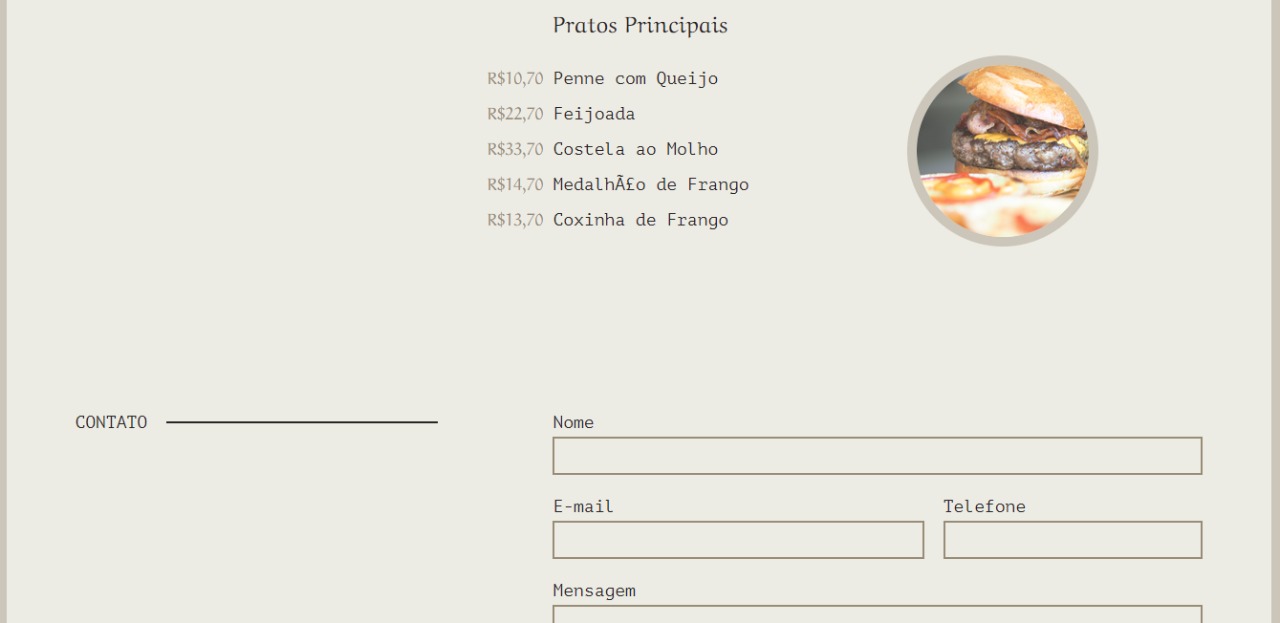 Pratos Principais
R$10,70 Penne com Queijo
R$22,70 Feijoada
R$33,70 Costela ao Molho
R$14,70 MedalhÃ£o de Frango
R$13,70 Coxinha de Frango
CONTATO
Nome
E-mail Telefone
Mensagem